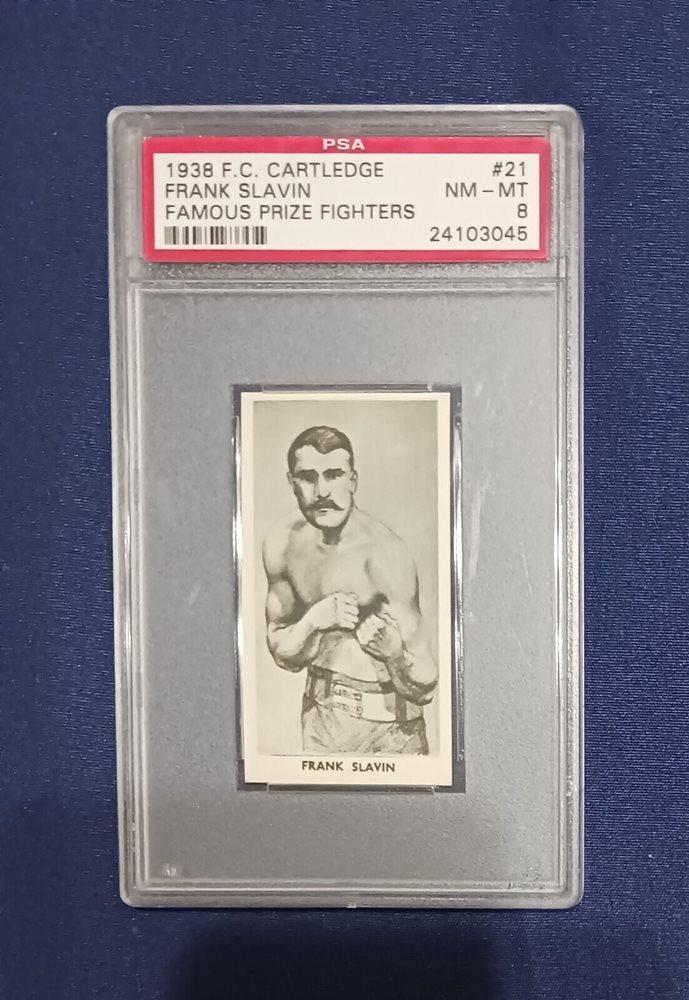 PSA
1938 F.C. CARTLEDGE #21
FRANK SLAVIN NM - MT
FAMOUS PRIZE FIGHTERS 8
24103045
FRANK SLAVIN